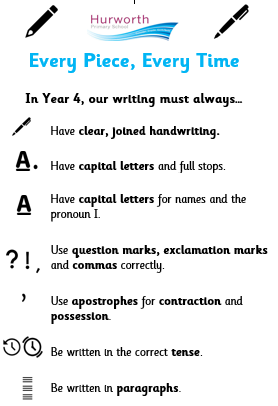 Hurworth
Primary School
Every Piece, Every Time
In Year 4, our writing must always...
Have clear, joined handwriting.
A. Have capital letters and full stops.
A Have capital letters for names and the
pronoun I.
? ! , Use question marks, exclamation marks
and commas correctly.
’ Use apostrophes for contraction and
possession.
Be written in the correct tense.
Be written in paragraphs.